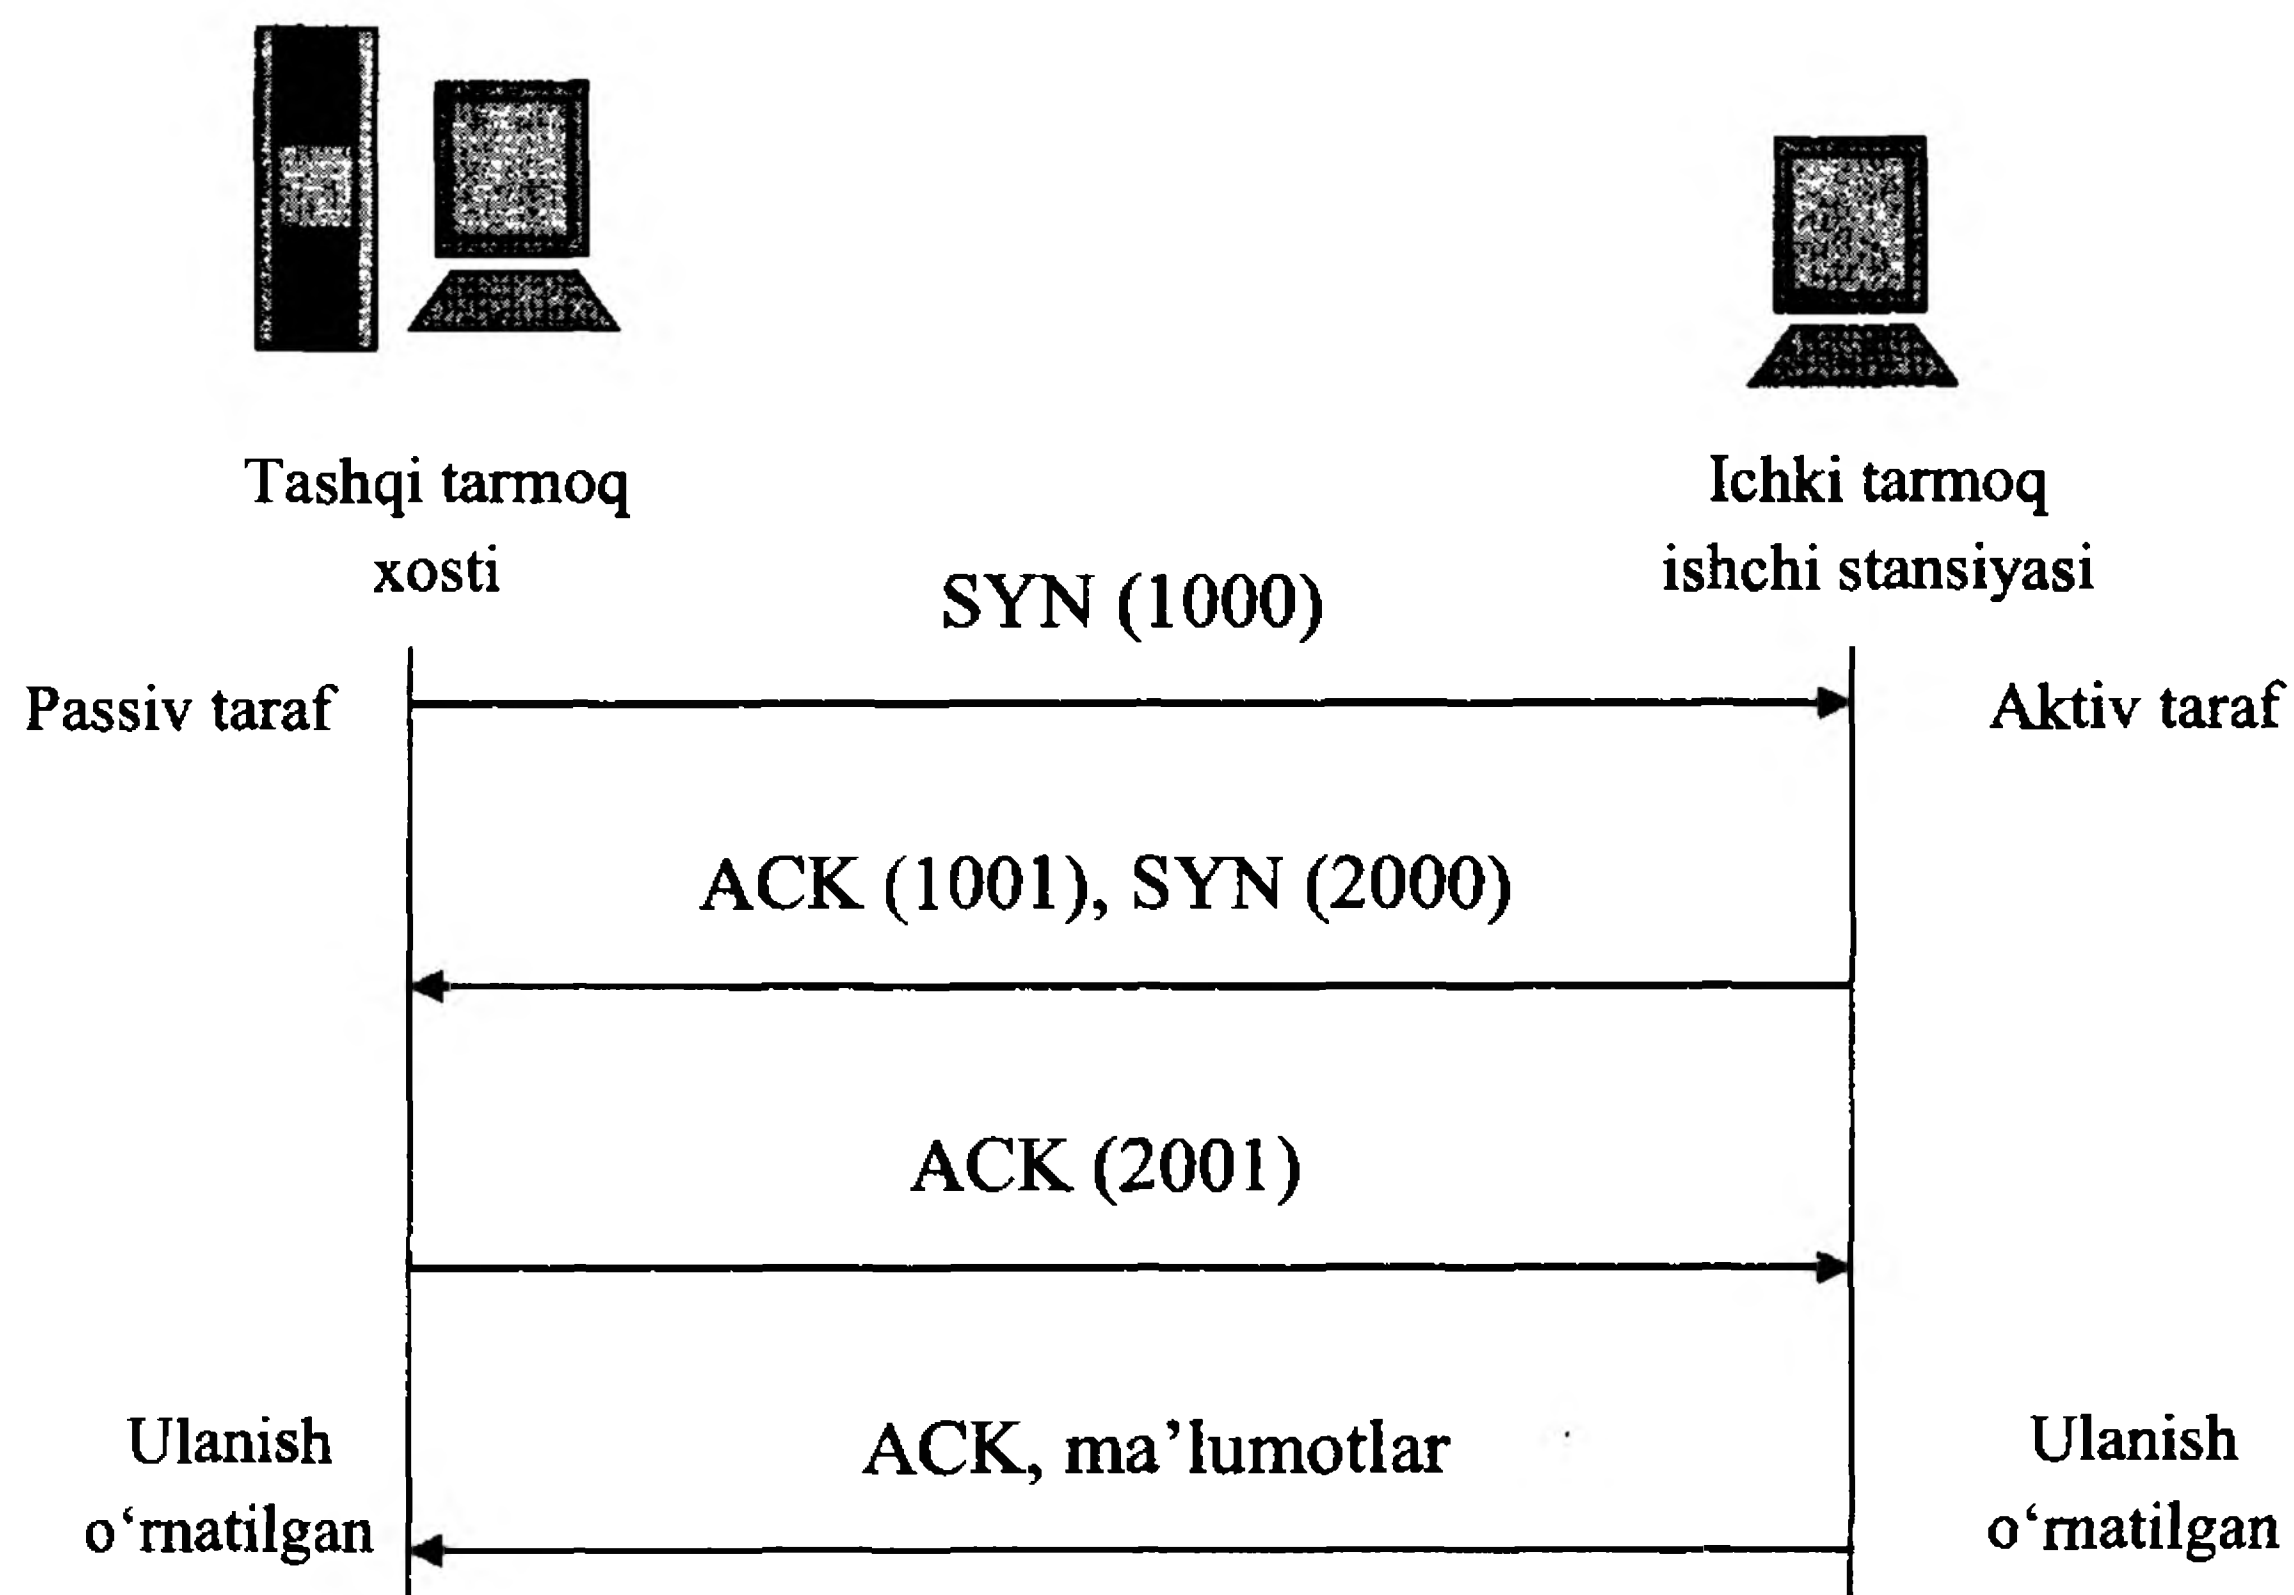 Tashqi tarmoq
xosti
Ichki tarmoq
ishchi stansiyasi
SYN (1000)
Passiv taraf
Aktiv taraf
ACK (1001), SYN (2000)
ACK (2001)
Ulanish
o‘rnatilgan
ACK, ma’lumotlar
Ulanish
o‘rnatilgan